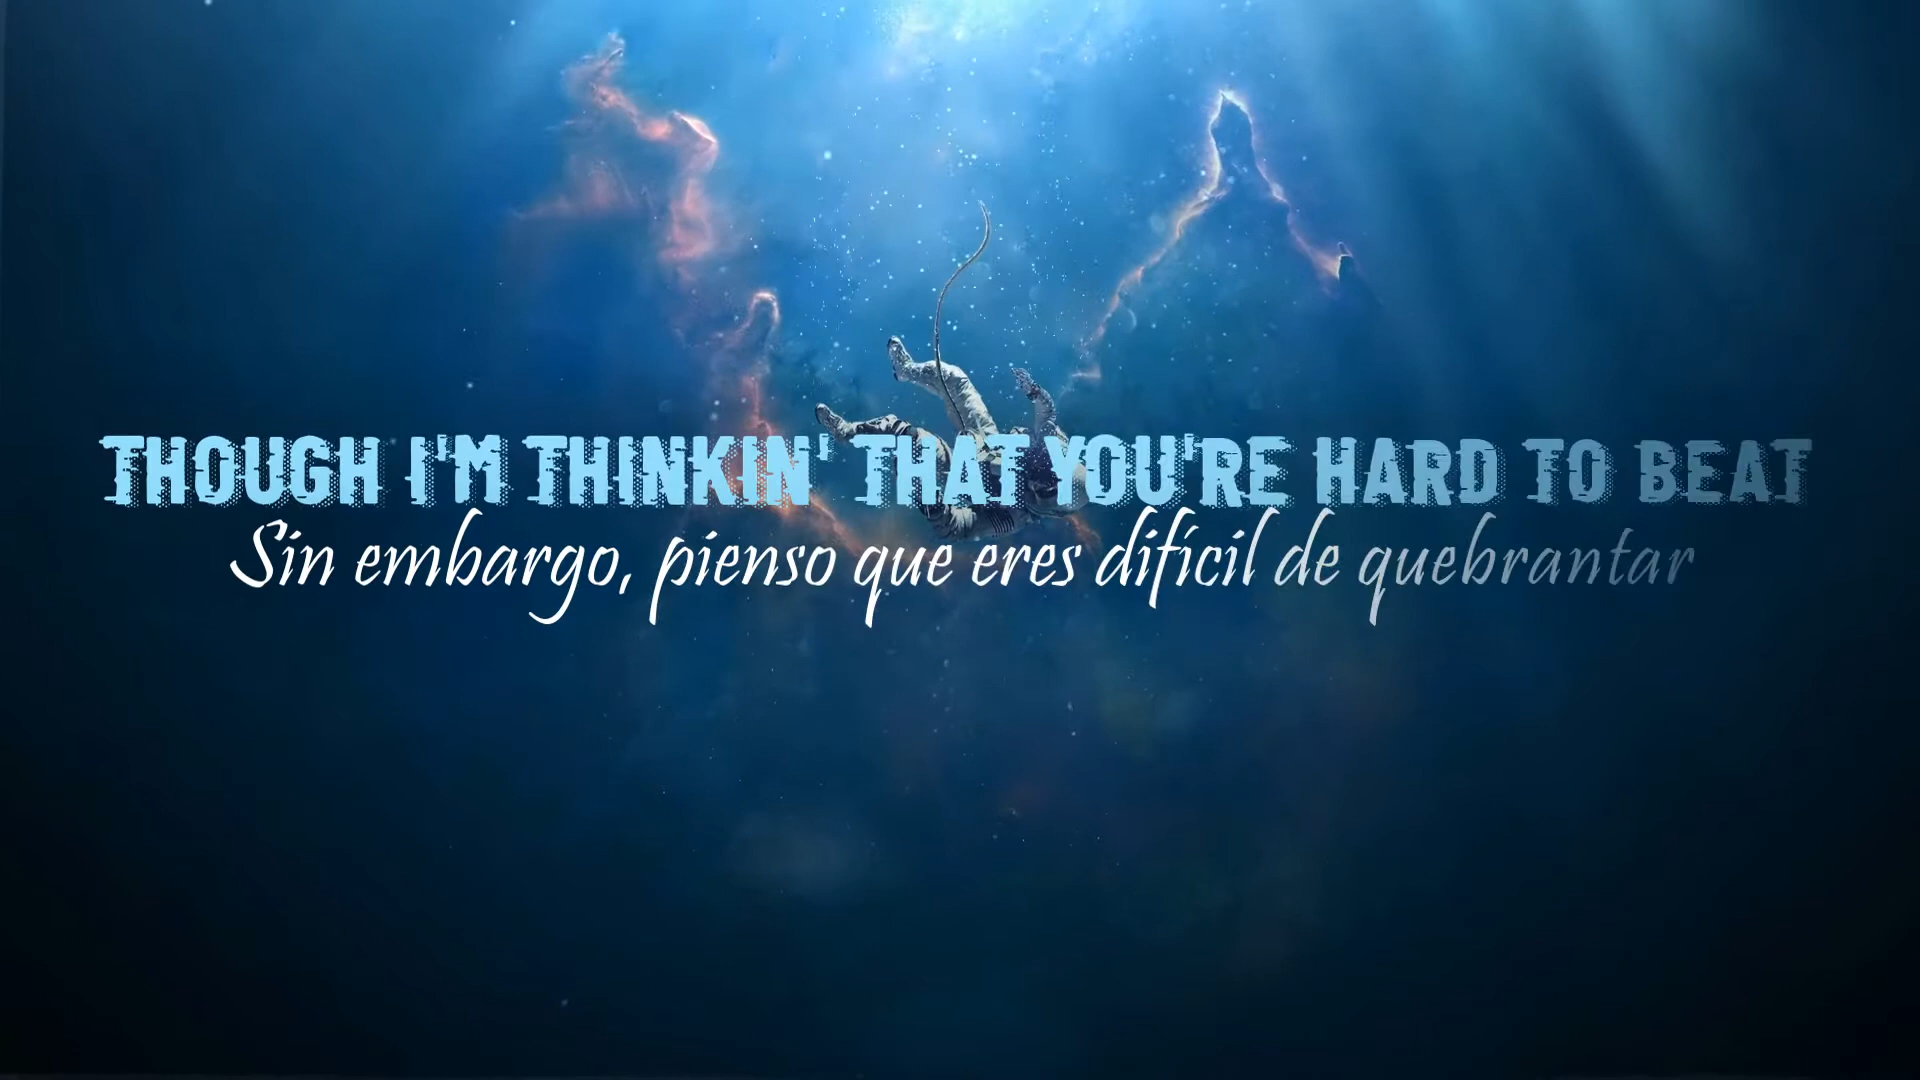 THOUGH I'M THINKIN' THAT YOU'RE HARD TO BEAT
Sin embargo, pienso que eres difícil de quebrantar